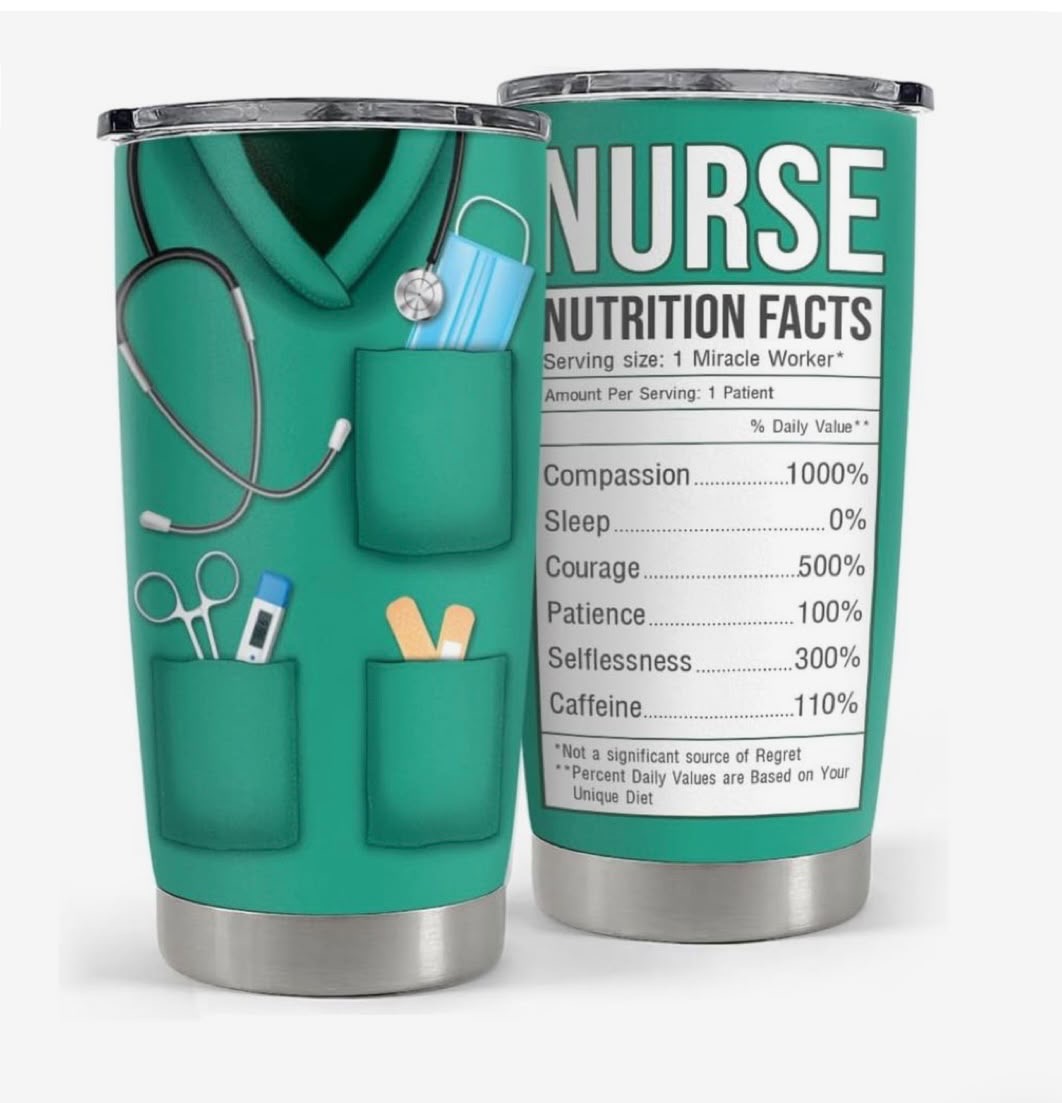 NURSE
NUTRITION FACTS
Serving size: 1 Miracle Worker*
Amount Per Serving: 1 Patient
% Daily Value**
Compassion..............1000%
Sleep................................0%
Courage.......................500%
Patience......................100%
Selflessness...............300%
Caffeine.......................110%
*Not a significant source of Regret
**Percent Daily Values are Based on Your
Unique Diet